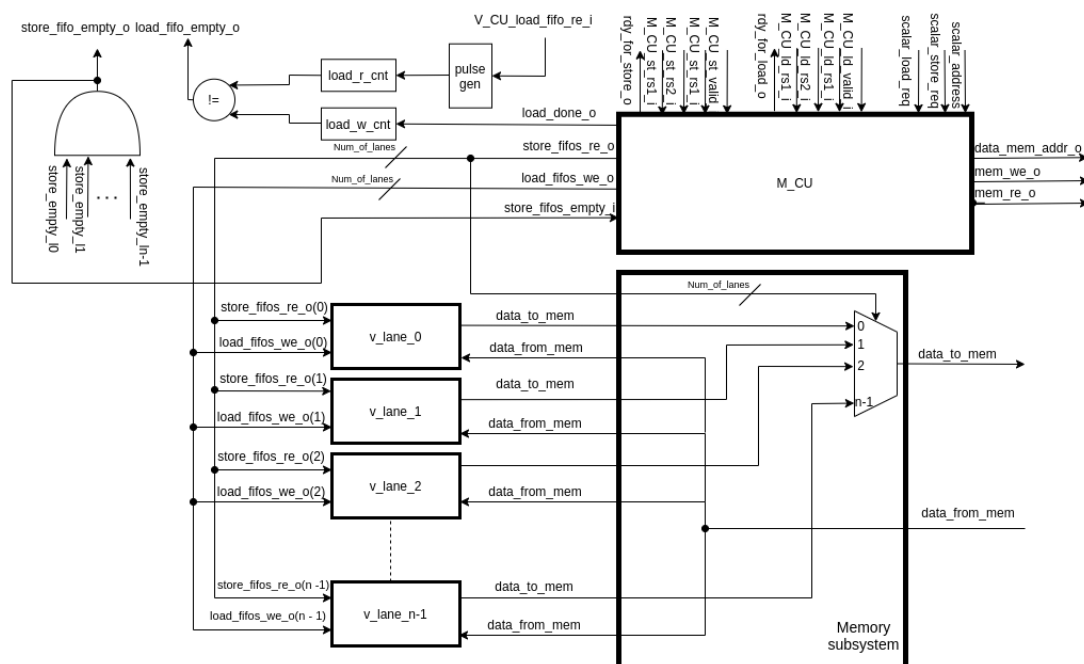 store_fifo_empty_o
load_fifo_empty_o
V_CU_load_fifo_re_i
rdy_for_store_o
M_CU_st_rs1_i
M_CU_st_rs2_i
M_CU_st_rs1_i
M_CU_st_valid
rdy_for_load_o
M_CU_ld_rs1_i
M_CU_ld_rs2_i
M_CU_ld_rs1_i
M_CU_ld_valid_i
scalar_load_req
scalar_store_req
scalar_address
!=
load_r_cnt
pulse
gen
load_w_cnt
load_done_o
Num_of_lanes
store_fifos_re_o
Num_of_lanes
load_fifos_we_o
store_fifos_empty_i
M_CU
data_mem_addr_o
mem_we_o
mem_re_o
store_empty_l0
store_empty_l1
...
store_empty_ln-1
Num_of_lanes
store_fifos_re_o(0)
load_fifos_we_o(0)
v_lane_0
data_to_mem
data_from_mem
0
1
2
n-1
data_to_mem
store_fifos_re_o(1)
load_fifos_we_o(1)
v_lane_1
data_to_mem
data_from_mem
store_fifos_re_o(2)
load_fifos_we_o(2)
v_lane_2
data_from_mem
data_from_mem
store_fifos_re_o(n -1)
load_fifos_we_o(n - 1)
v_lane_n-1
data_to_mem
data_from_mem
Memory
subsystem